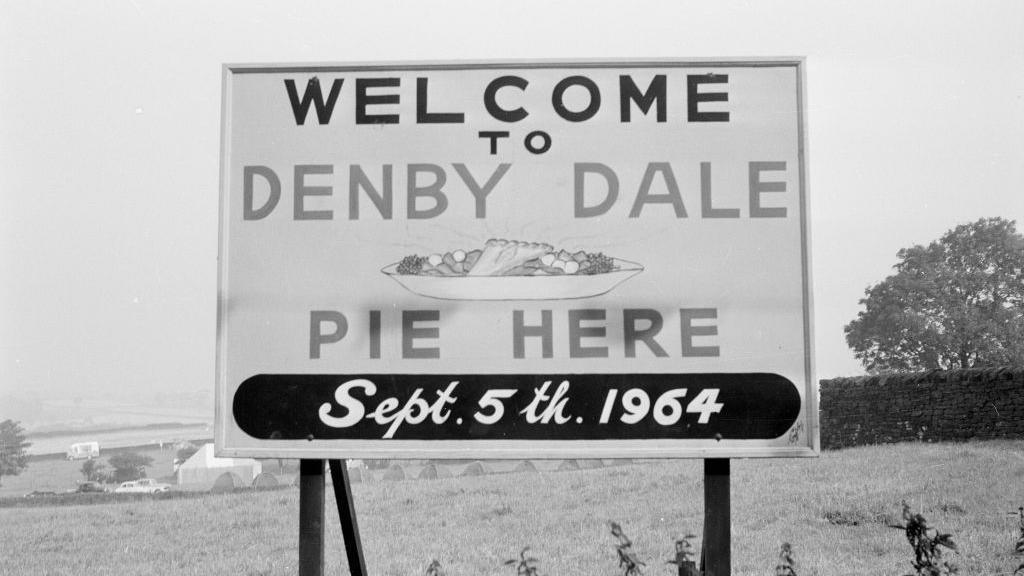 WELCOME
TO
DENBY DALE
PIE HERE
Sept. 5th. 1964